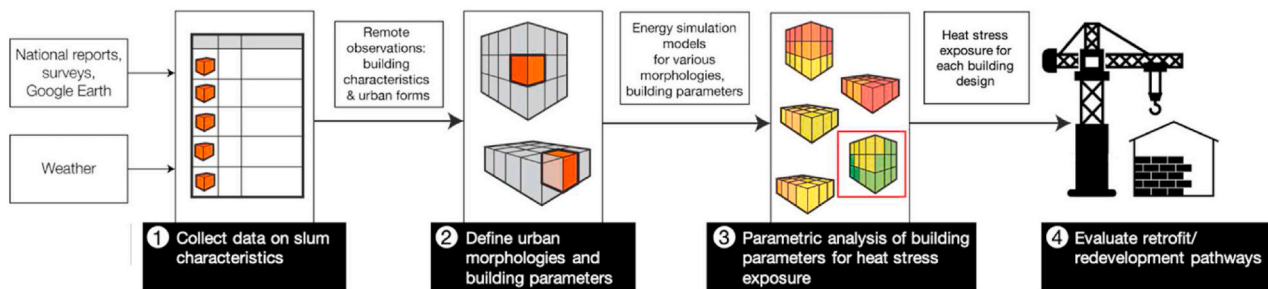 National reports,
surveys,
Google Earth
Weather
Remote
observations:
building
characteristics
& urban forms
Energy simulation
models
for various
morphologies,
building parameters
Heat stress
exposure for
each building
design
1 Collect data on slum
characteristics
2 Define urban
morphologies and
building parameters
3 Parametric analysis of building
parameters for heat stress
exposure
4 Evaluate retrofit/
redevelopment pathways